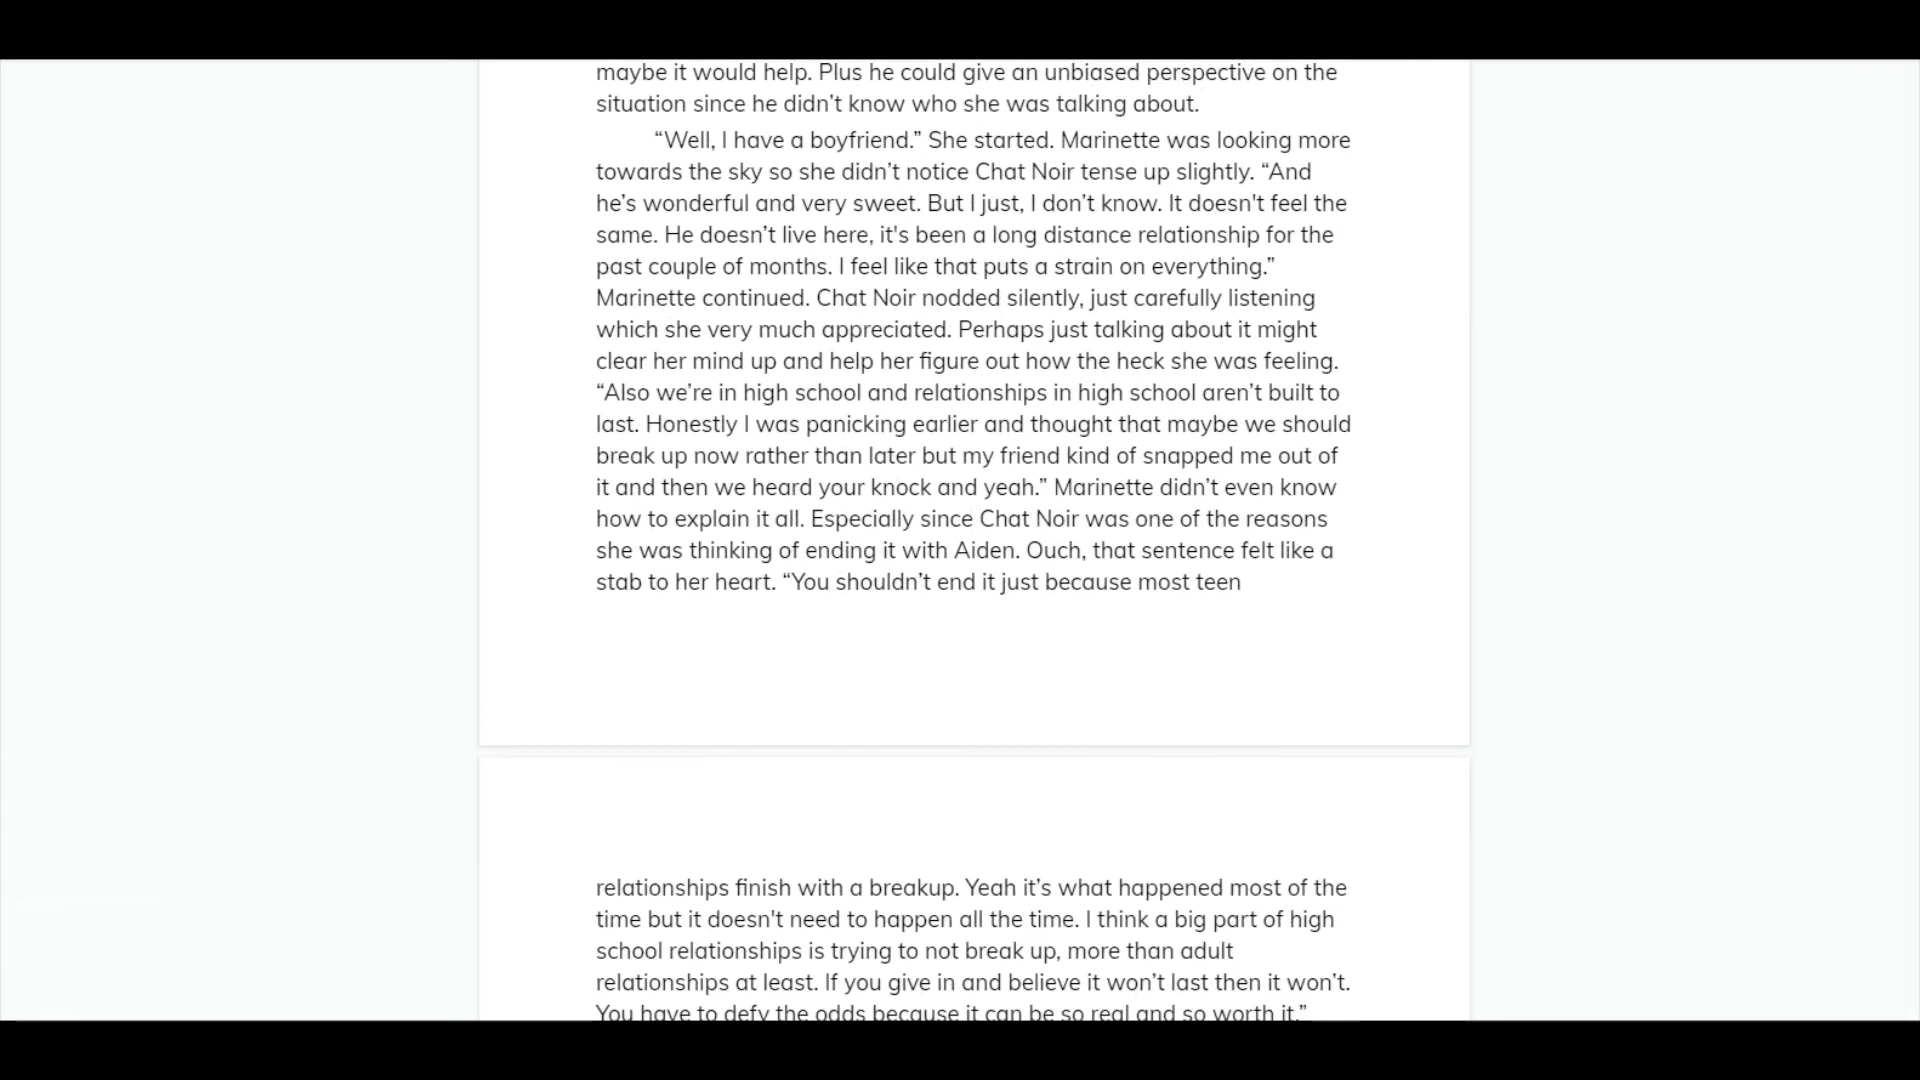 maybe it would help. Plus he could give an unbiased perspective on the
situation since he didn’t know who she was talking about.
“Well, I have a boyfriend.” She started. Marinette was looking more
towards the sky so she didn’t notice Chat Noir tense up slightly. “And
he’s wonderful and very sweet. But I just, I don’t know. It doesn't feel the
same. He doesn’t live here, it's been a long distance relationship for the
past couple of months. I feel like that puts a strain on everything.”
Marinette continued. Chat Noir nodded silently, just carefully listening
which she very much appreciated. Perhaps just talking about it might
clear her mind up and help her figure out how the heck she was feeling.
“Also we’re in high school and relationships in high school aren’t built to
last. Honestly I was panicking earlier and thought that maybe we should
break up now rather than later but my friend kind of snapped me out of
it and then we heard your knock and yeah.” Marinette didn’t even know
how to explain it all. Especially since Chat Noir was one of the reasons
she was thinking of ending it with Aiden. Ouch, that sentence felt like a
stab to her heart. “You shouldn’t end it just because most teen
relationships finish with a breakup. Yeah it’s what happened most of the
time but it doesn't need to happen all the time. I think a big part of high
school relationships is trying to not break up, more than adult
relationships at least. If you give in and believe it won’t last then it won’t.
You have to defy the odds because it can be so real and so worth it.”